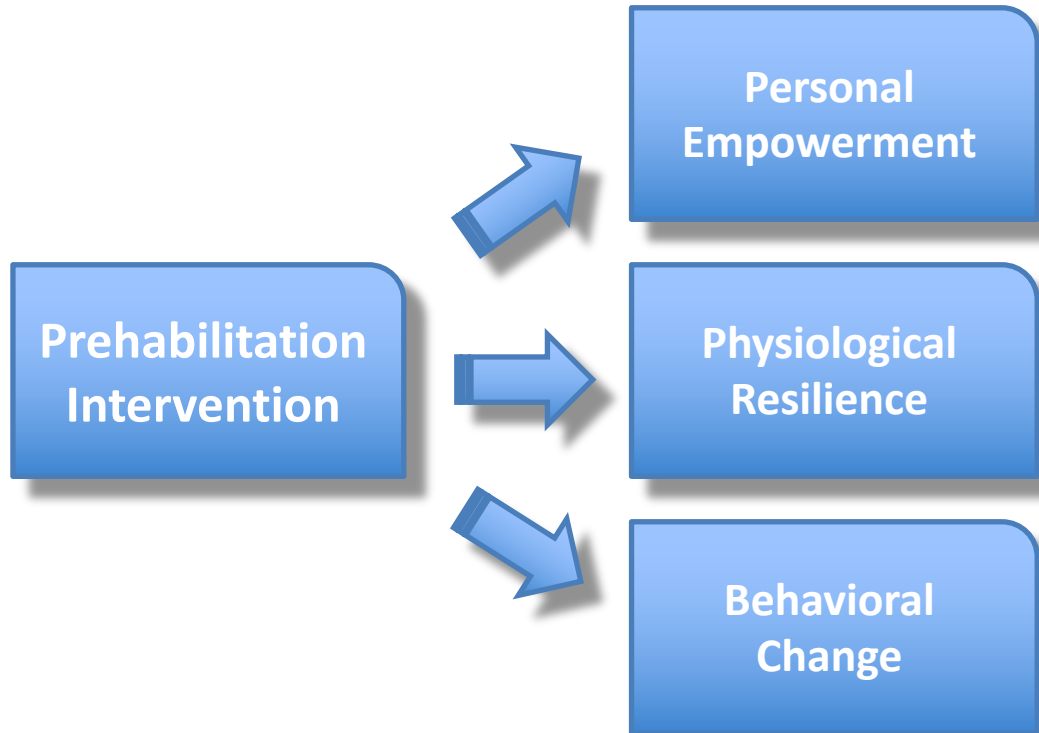 Prehabilitation
Intervention
Personal
Empowerment
Physiological
Resilience
Behavioral
Change